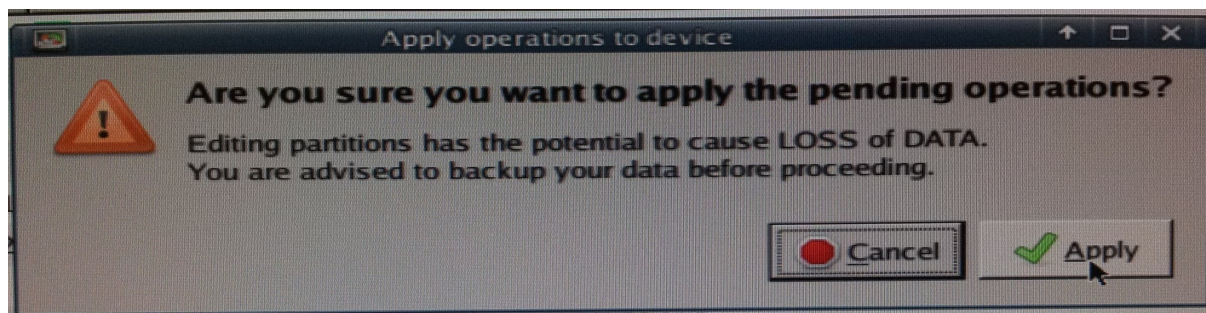 Apply operations to device
Are you sure you want to apply the pending operations?
Editing partitions has the potential to cause LOSS of DATA.
You are advised to backup your data before proceeding.
Cancel
Apply